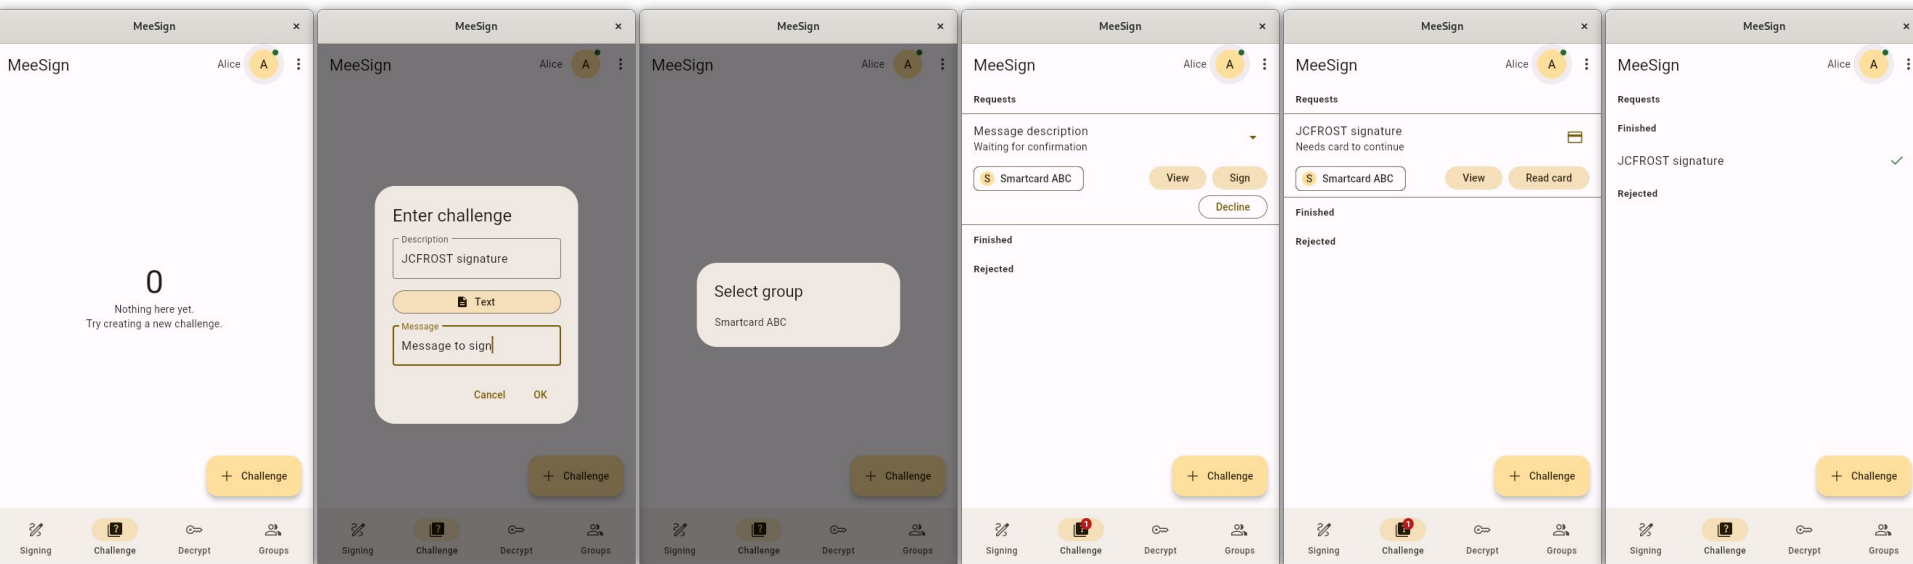 MeeSign ×
MeeSign Alice A
0
Nothing here yet.
Try creating a new challenge.
+ Challenge
Signing Challenge Decrypt Groups
MeeSign ×
MeeSign Alice A
Enter challenge
Description
JCFROST signature
Text
Message
Message to sign
Cancel OK
+ Challenge
Signing Challenge Decrypt Groups
MeeSign ×
MeeSign Alice A
Select group
Smartcard ABC
+ Challenge
Signing Challenge Decrypt Groups
MeeSign ×
MeeSign Alice A
Requests
Message description
Waiting for confirmation
S Smartcard ABC View Sign
Decline
Finished
Rejected
+ Challenge
1
Signing Challenge Decrypt Groups
MeeSign ×
MeeSign Alice A
Requests
JCFROST signature
Needs card to continue
S Smartcard ABC View Read card
Finished
Rejected
+ Challenge
1
Signing Challenge Decrypt Groups
MeeSign ×
MeeSign Alice A
Requests
Finished
JCFROST signature
Rejected
+ Challenge
Signing Challenge Decrypt Groups